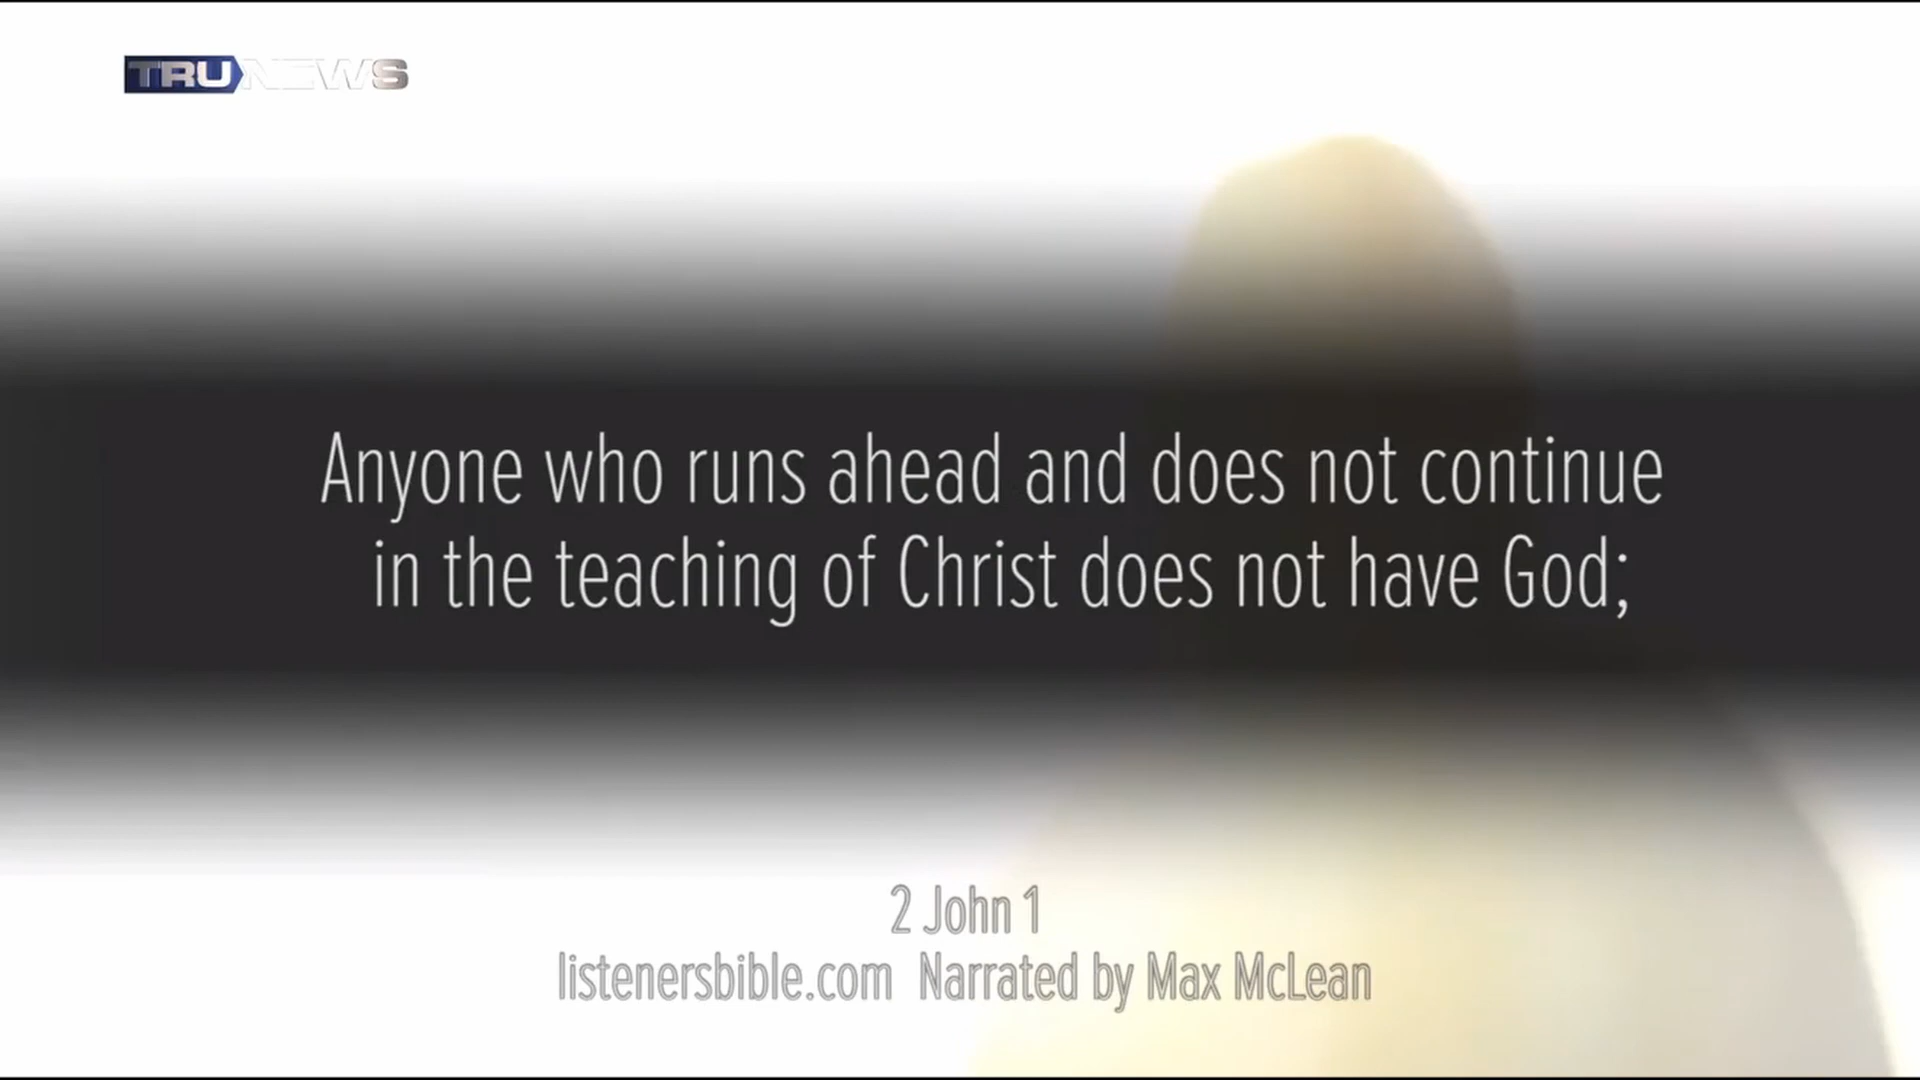 TRUNEWS
Anyone who runs ahead and does not continue
in the teaching of Christ does not have God;
2 John 1
listenersbible.com Narrated by Max McLean